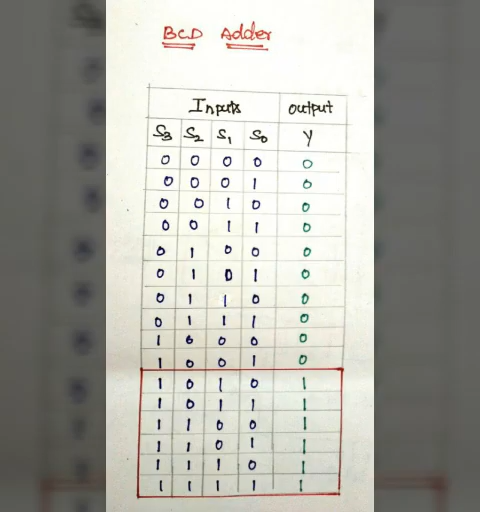 BCD Adder
Inputs output
S3 S2 S1 S0 Y
0 0 0 0 0
0 0 0 1 0
0 0 1 0 0
0 0 1 1 0
0 1 0 0 0
0 1 0 1 0
0 1 1 0 0
0 1 1 1 0
1 0 0 0 0
1 0 0 1 0
1 0 1 0 1
1 0 1 1 1
1 1 0 0 1
1 1 0 1 1
1 1 1 0 1
1 1 1 1 1